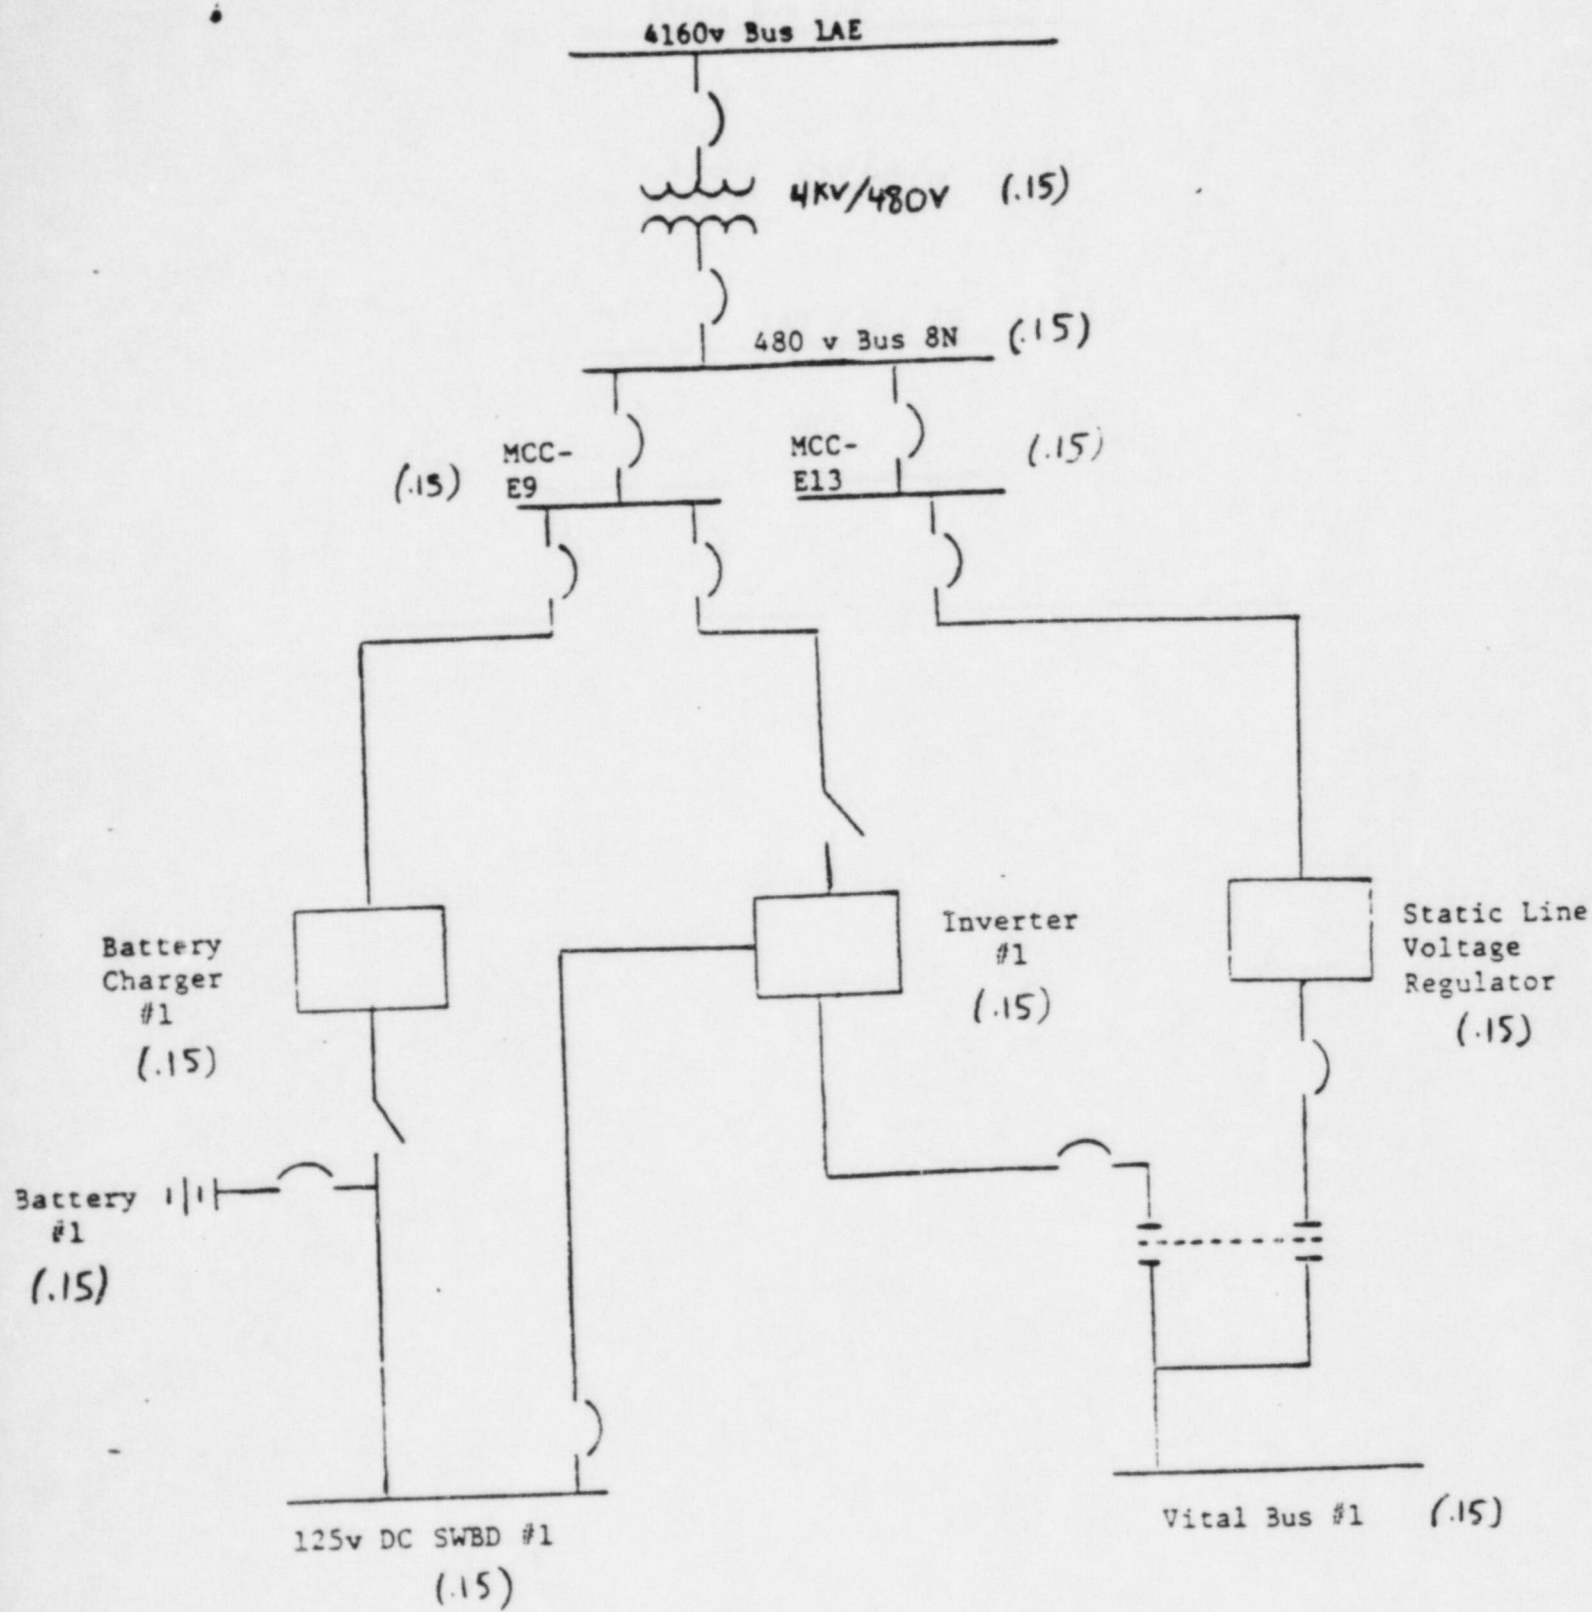 4160v Bus 1AE
4KV/480V (.15)
480 v Bus 8N (.15)
MCC-
E9
(.15)
MCC-
E13
(.15)
Battery
Charger
#1
(.15)
Inverter
#1
(.15)
Static Line
Voltage
Regulator
(.15)
Battery
#1
(.15)
125v DC SWBD #1
(.15)
Vital Bus #1 (.15)